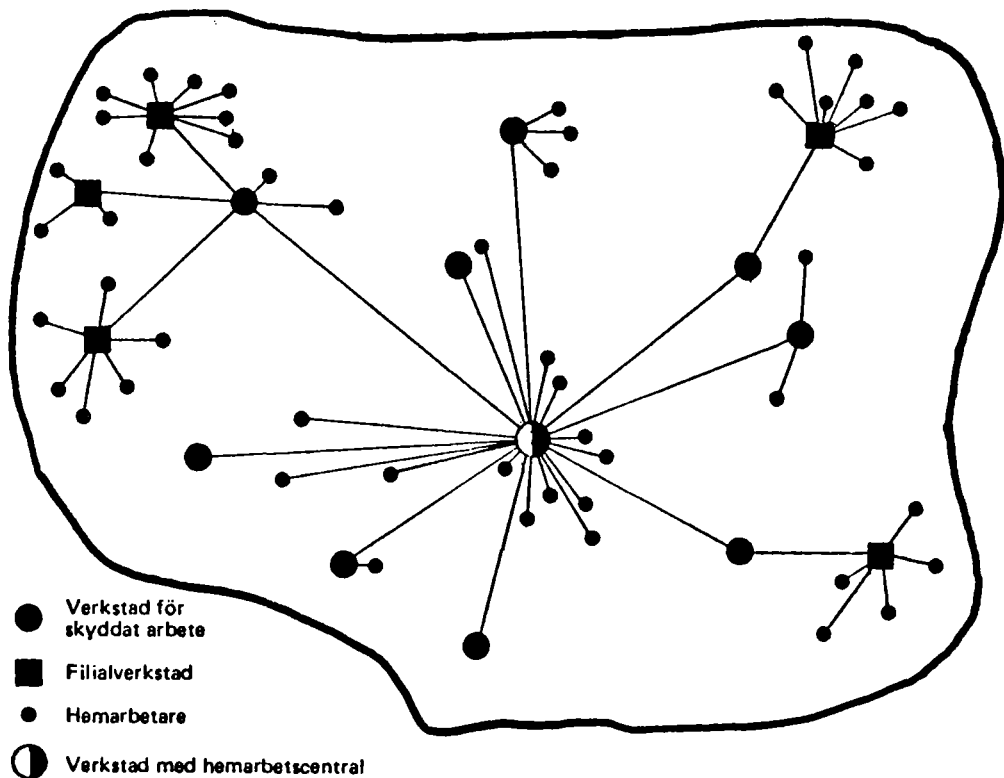 Verkstad för
skyddat arbete
Filialverkstad
Hemarbetare
Verkstad med hemarbetscentral